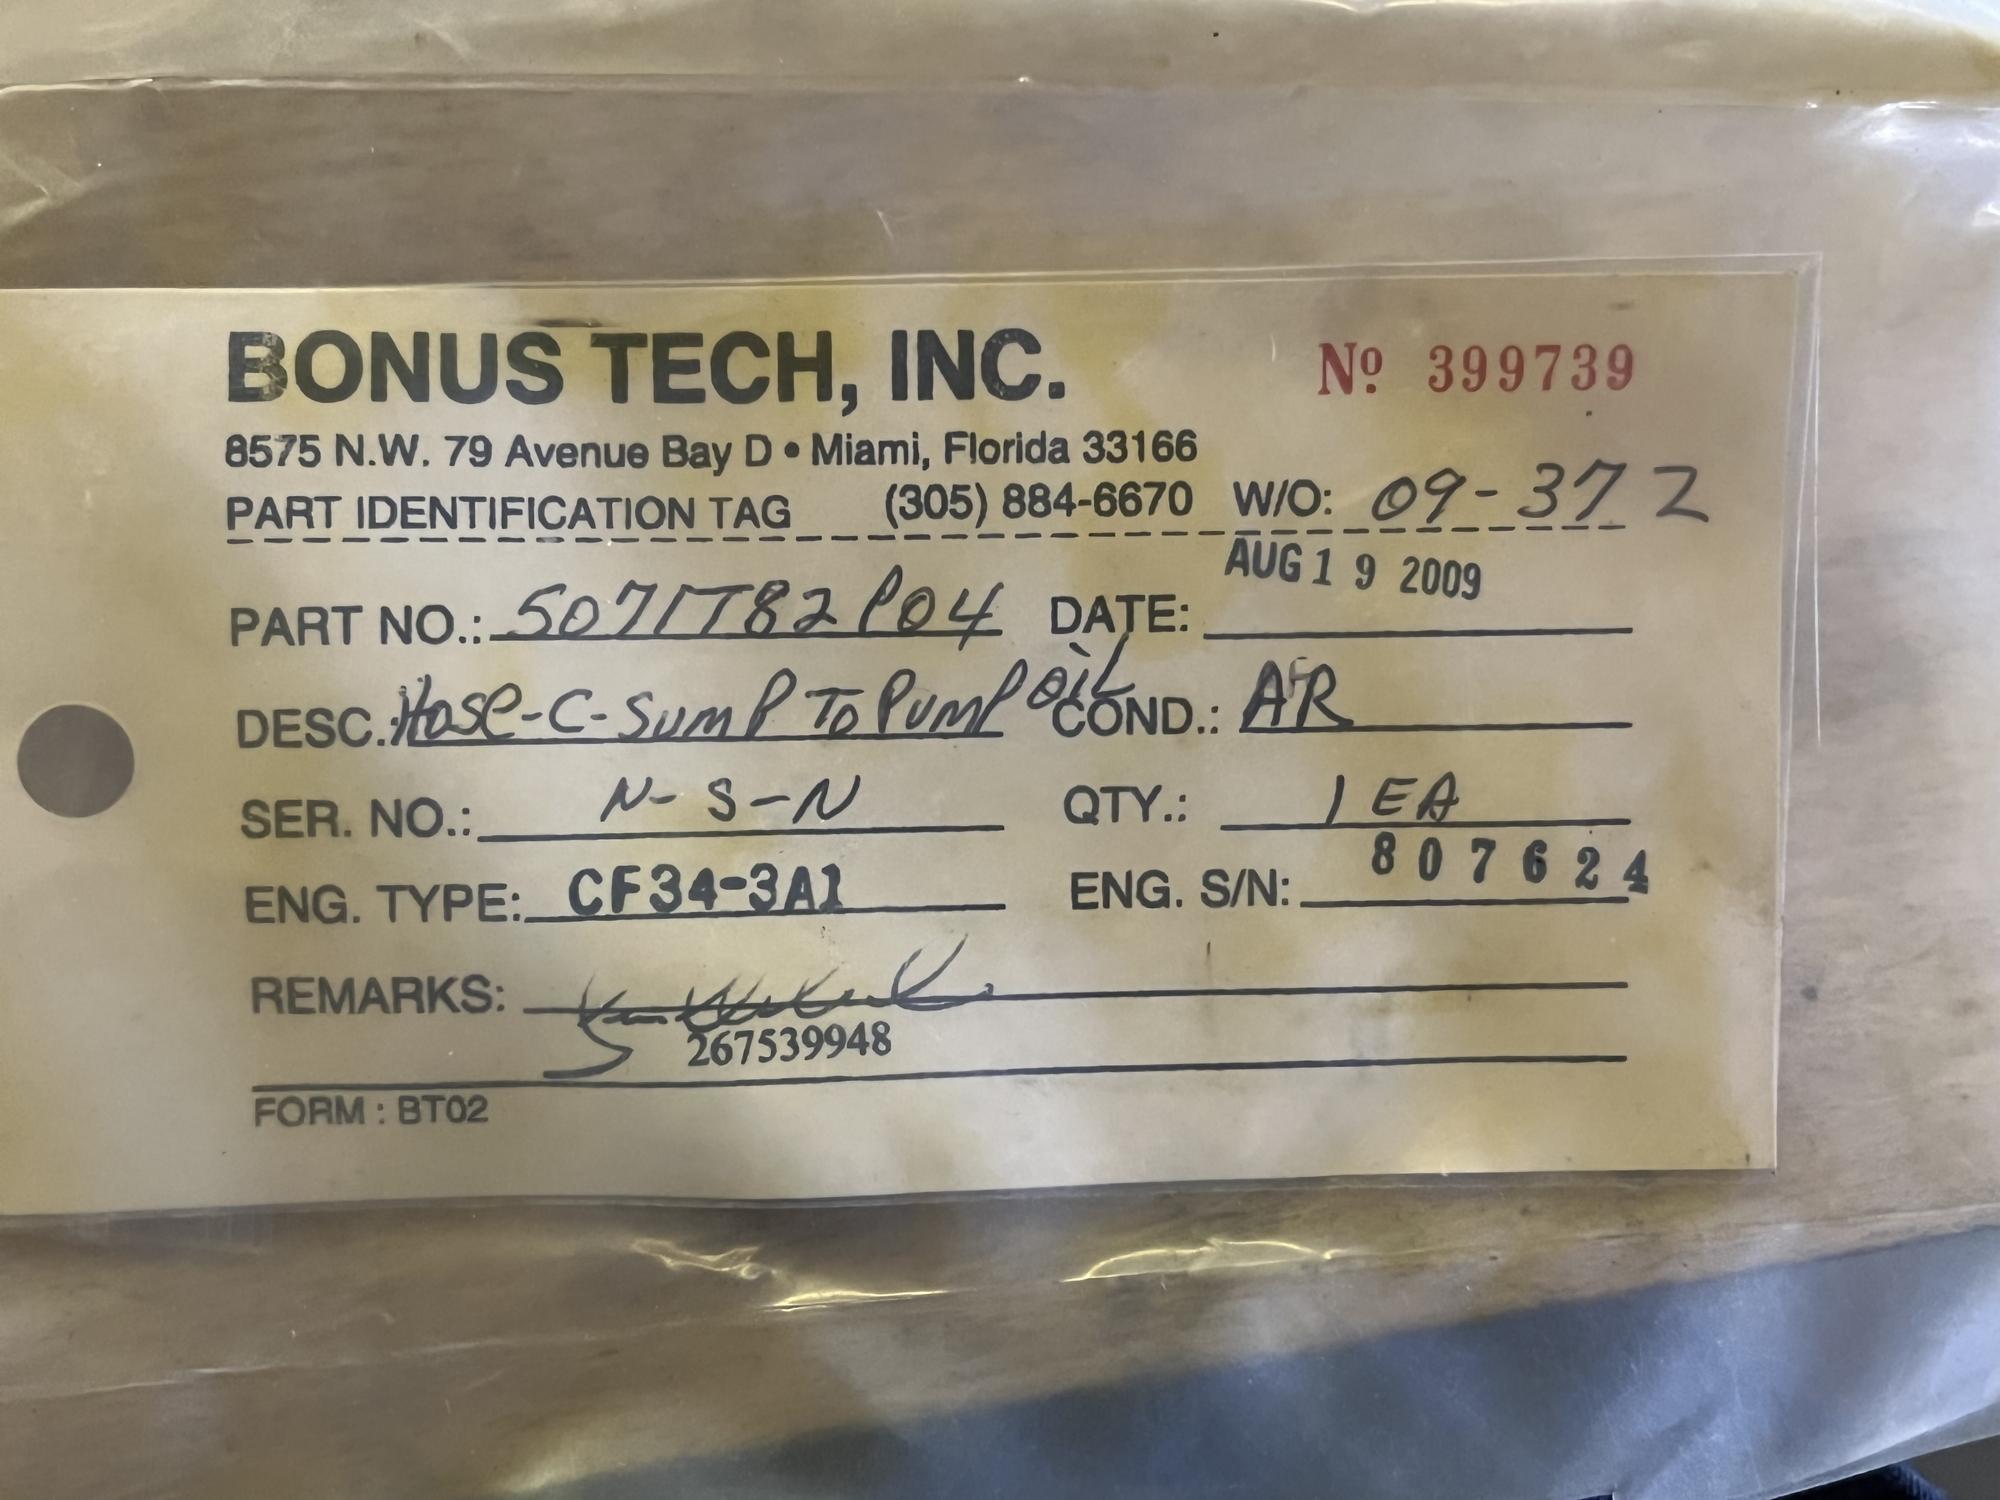 BONUS TECH, INC.
Nº 399739
8575 N.W. 79 Avenue Bay D • Miami, Florida 33166
PART IDENTIFICATION TAG (305) 884-6670 W/O: 09-372
PART NO.: 5071T82P04 DATE: AUG 19 2009
DESC.: Hose-C-Sump To Pump oil COND.: AR
SER. NO.: N-S-N QTY.: 1 EA
ENG. TYPE: CF34-3A1 ENG. S/N: 807624
REMARKS:
267539948
FORM : BT02